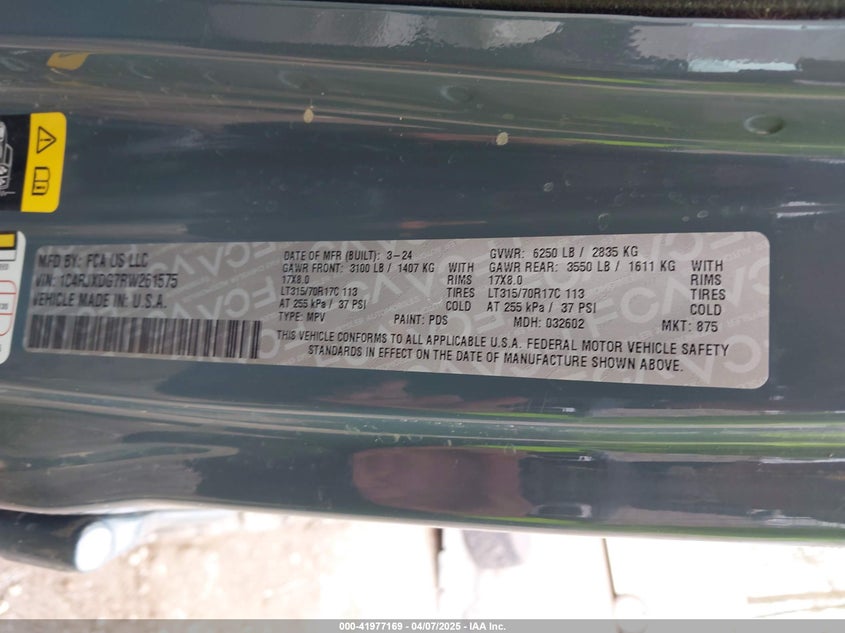 MFD BY: FCA US LLC
VIN: 1C4RJXDG7RW261575
VEHICLE MADE IN: U.S.A.
DATE OF MFR (BUILT): 3-24
GAWR FRONT: 3100 LB / 1407 KG WITH
17X8.0 RIMS
LT315/70R17C 113 TIRES
AT 255 kPa / 37 PSI COLD
TYPE: MPV PAINT: PDS
GVWR: 6250 LB / 2835 KG
GAWR REAR: 3550 LB / 1611 KG WITH
17X8.0 RIMS
LT315/70R17C 113 TIRES
AT 255 kPa / 37 PSI COLD
MDH: 032602 MKT: 875
THIS VEHICLE CONFORMS TO ALL APPLICABLE U.S.A. FEDERAL MOTOR VEHICLE SAFETY
STANDARDS IN EFFECT ON THE DATE OF MANUFACTURE SHOWN ABOVE.
000-41977169 - 04/07/2025 - IAA Inc.